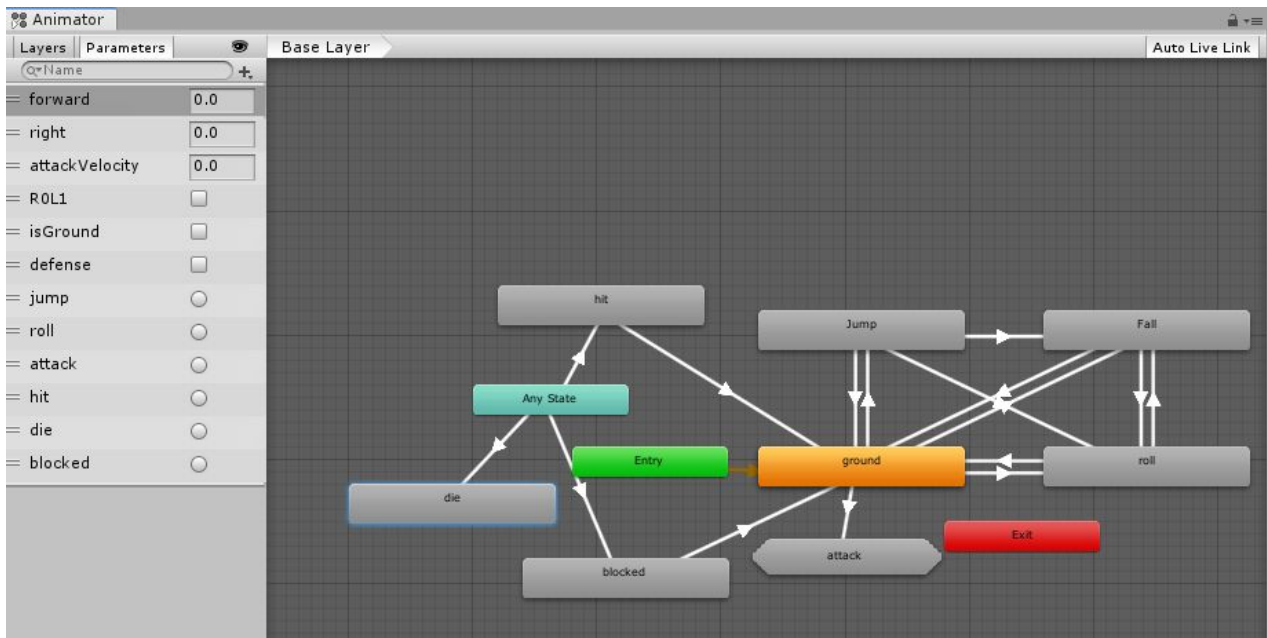 Animator
Layers Parameters
Base Layer
Auto Live Link
Name
forward 0.0
right 0.0
attackVelocity 0.0
R0L1
isGround
defense
jump
roll
attack
hit
die
blocked
hit
Jump
Fall
Any State
Entry
ground
roll
die
Exit
attack
blocked